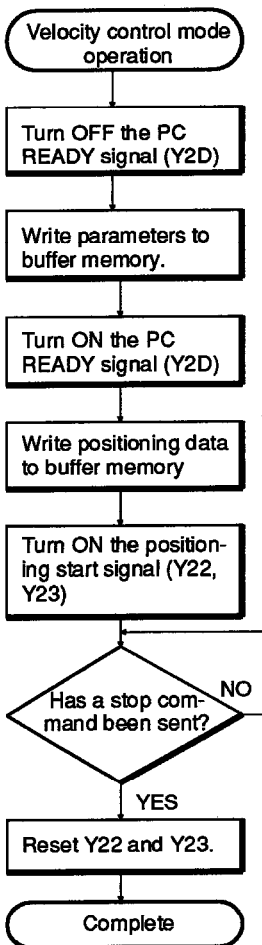 Velocity control mode
operation
Turn OFF the PC
READY signal (Y2D)
Write parameters to
buffer memory.
Turn ON the PC
READY signal (Y2D)
Write positioning data
to buffer memory
Turn ON the position-
ing start signal (Y22,
Y23)
Has a stop com-
mand been sent?
NO
YES
Reset Y22 and Y23.
Complete